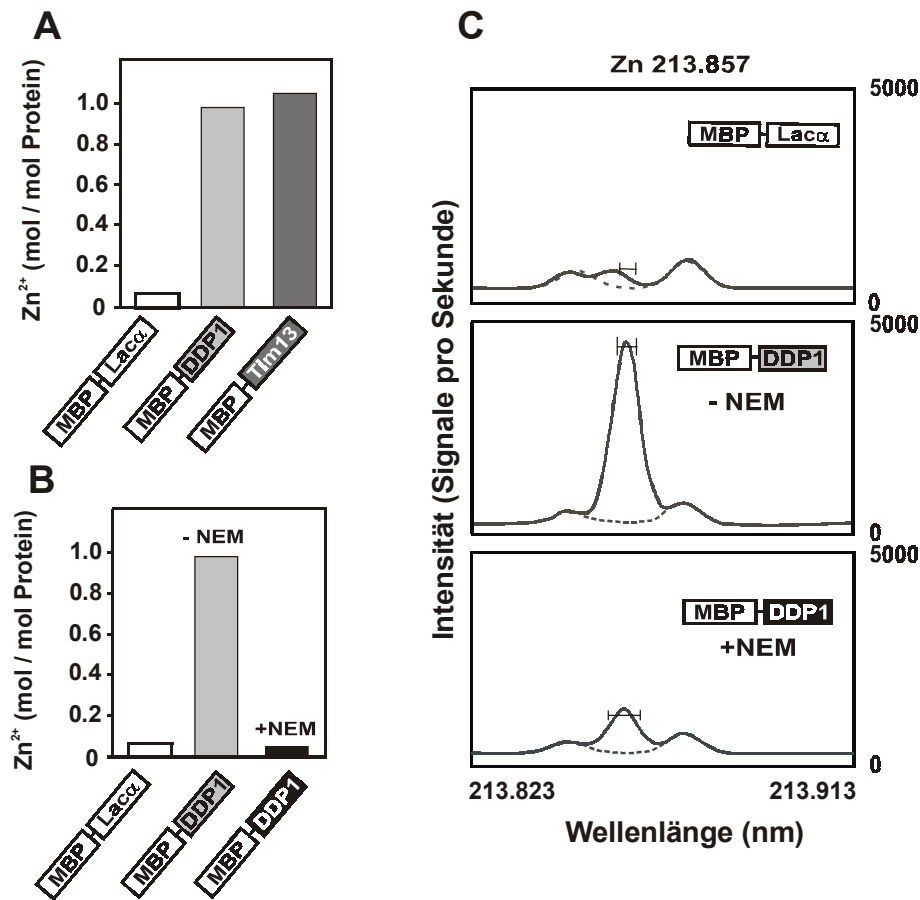 A
Zn²⁺ (mol / mol Protein)
1.0
0.8
0.6
0.4
0.2
0
MBP Lacα
MBP DDP1
MBP TIm13
B
Zn²⁺ (mol / mol Protein)
1.0
0.8
0.6
0.4
0.2
0
- NEM
+NEM
MBP Lacα
MBP DDP1
MBP DDP1
C
Zn 213.857
Intensität (Signale pro Sekunde)
5000
MBP Lacα
0
5000
MBP DDP1
- NEM
0
5000
MBP DDP1
+NEM
0
213.823 213.913
Wellenlänge (nm)